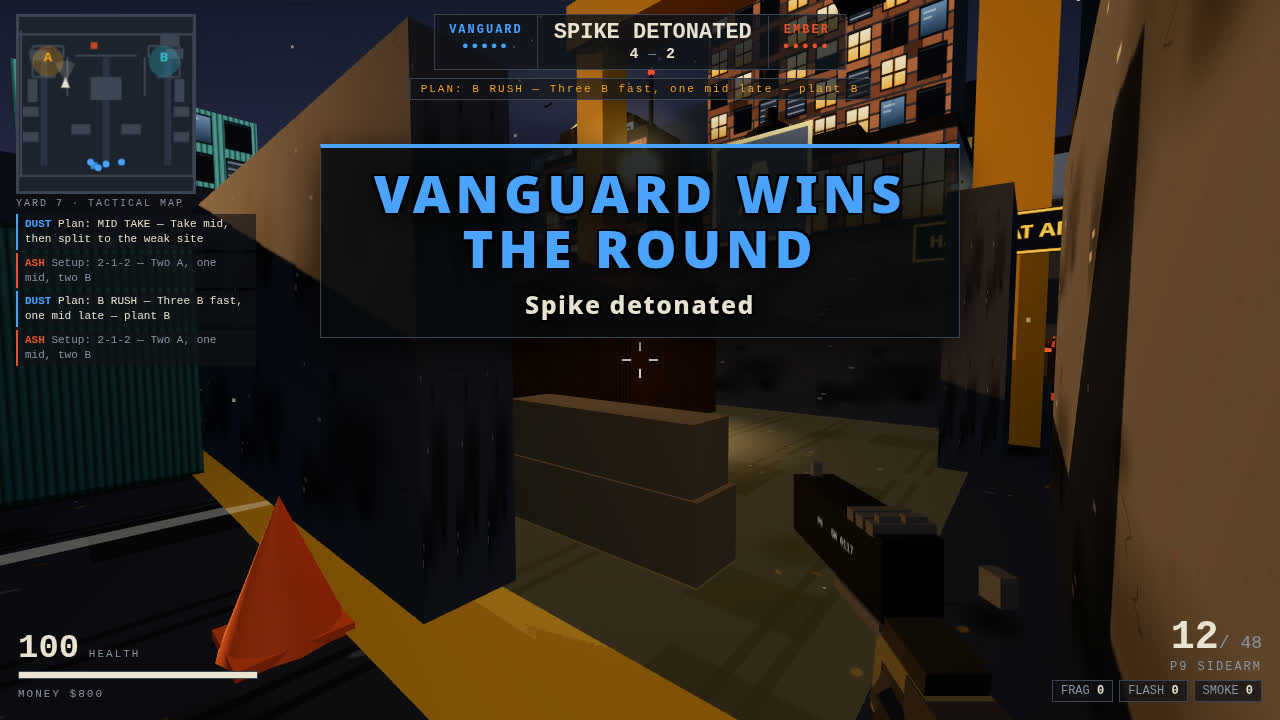 VANGUARD
SPIKE DETONATED
4 — 2
EMBER
PLAN: B RUSH — Three B fast, one mid late — plant B
A
B
YARD 7 · TACTICAL MAP
DUST Plan: MID TAKE — Take mid,
then split to the weak site
ASH Setup: 2-1-2 — Two A, one
mid, two B
DUST Plan: B RUSH — Three B fast,
one mid late — plant B
ASH Setup: 2-1-2 — Two A, one
mid, two B
VANGUARD WINS
THE ROUND
Spike detonated
100 HEALTH
MONEY $800
12 / 48
P9 SIDEARM
FRAG 0
FLASH 0
SMOKE 0